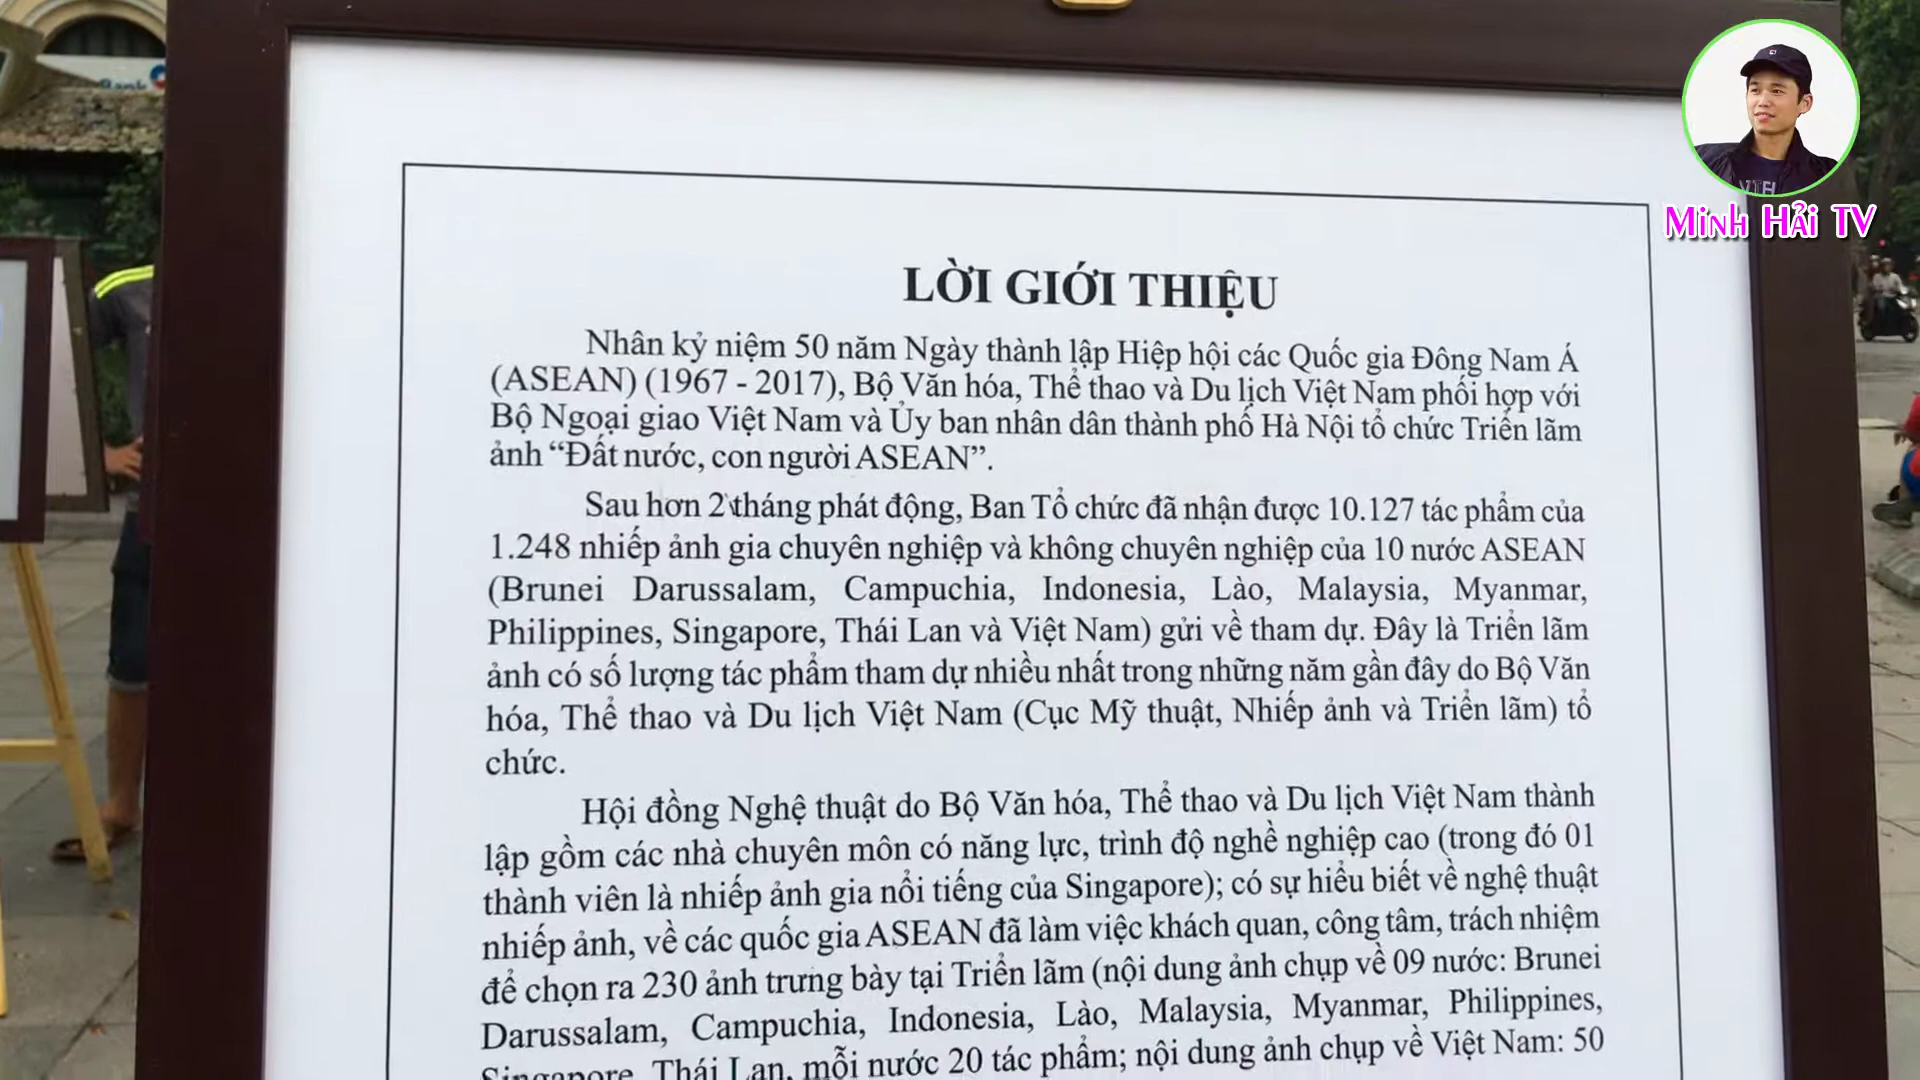 Bank
Minh Hải TV
LỜI GIỚI THIỆU
Nhân kỷ niệm 50 năm Ngày thành lập Hiệp hội các Quốc gia Đông Nam Á
(ASEAN) (1967 - 2017), Bộ Văn hóa, Thể thao và Du lịch Việt Nam phối hợp với
Bộ Ngoại giao Việt Nam và Ủy ban nhân dân thành phố Hà Nội tổ chức Triển lãm
ảnh “Đất nước, con người ASEAN”.
Sau hơn 2 tháng phát động, Ban Tổ chức đã nhận được 10.127 tác phẩm của
1.248 nhiếp ảnh gia chuyên nghiệp và không chuyên nghiệp của 10 nước ASEAN
(Brunei Darussalam, Campuchia, Indonesia, Lào, Malaysia, Myanmar,
Philippines, Singapore, Thái Lan và Việt Nam) gửi về tham dự. Đây là Triển lãm
ảnh có số lượng tác phẩm tham dự nhiều nhất trong những năm gần đây do Bộ Văn
hóa, Thể thao và Du lịch Việt Nam (Cục Mỹ thuật, Nhiếp ảnh và Triển lãm) tổ
chức.
Hội đồng Nghệ thuật do Bộ Văn hóa, Thể thao và Du lịch Việt Nam thành
lập gồm các nhà chuyên môn có năng lực, trình độ nghề nghiệp cao (trong đó 01
thành viên là nhiếp ảnh gia nổi tiếng của Singapore); có sự hiểu biết về nghệ thuật
nhiếp ảnh, về các quốc gia ASEAN đã làm việc khách quan, công tâm, trách nhiệm
để chọn ra 230 ảnh trưng bày tại Triển lãm (nội dung ảnh chụp về 09 nước: Brunei
Darussalam, Campuchia, Indonesia, Lào, Malaysia, Myanmar, Philippines,
Singapore, Thái Lan, mỗi nước 20 tác phẩm; nội dung ảnh chụp về Việt Nam: 50